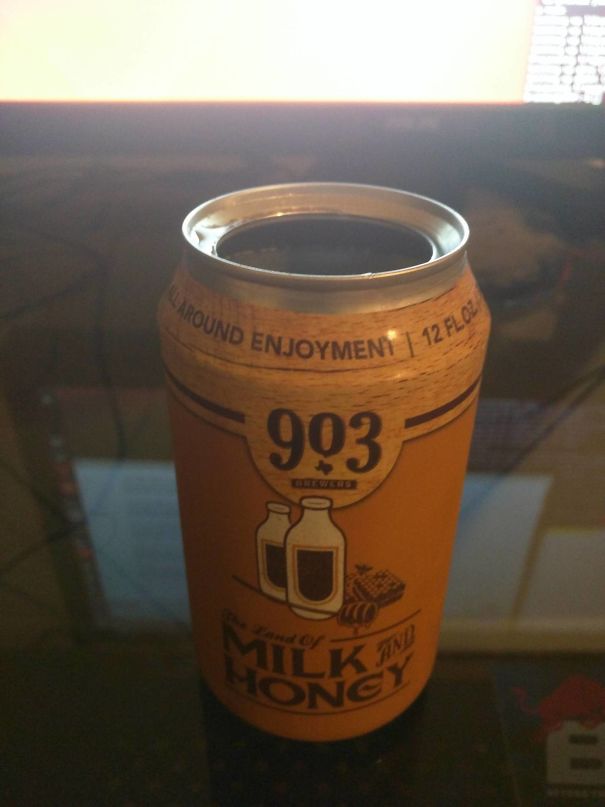 ALL-AROUND ENJOYMENT | 12 FL.OZ.
903
BREWERS
The Land Of
MILK AND
HONEY